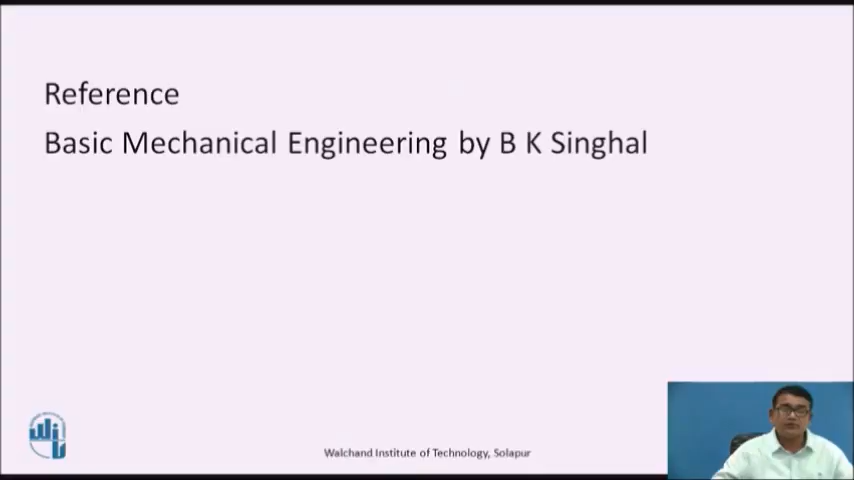 Reference
Basic Mechanical Engineering by B K Singhal
Walchand Institute of Technology, Solapur